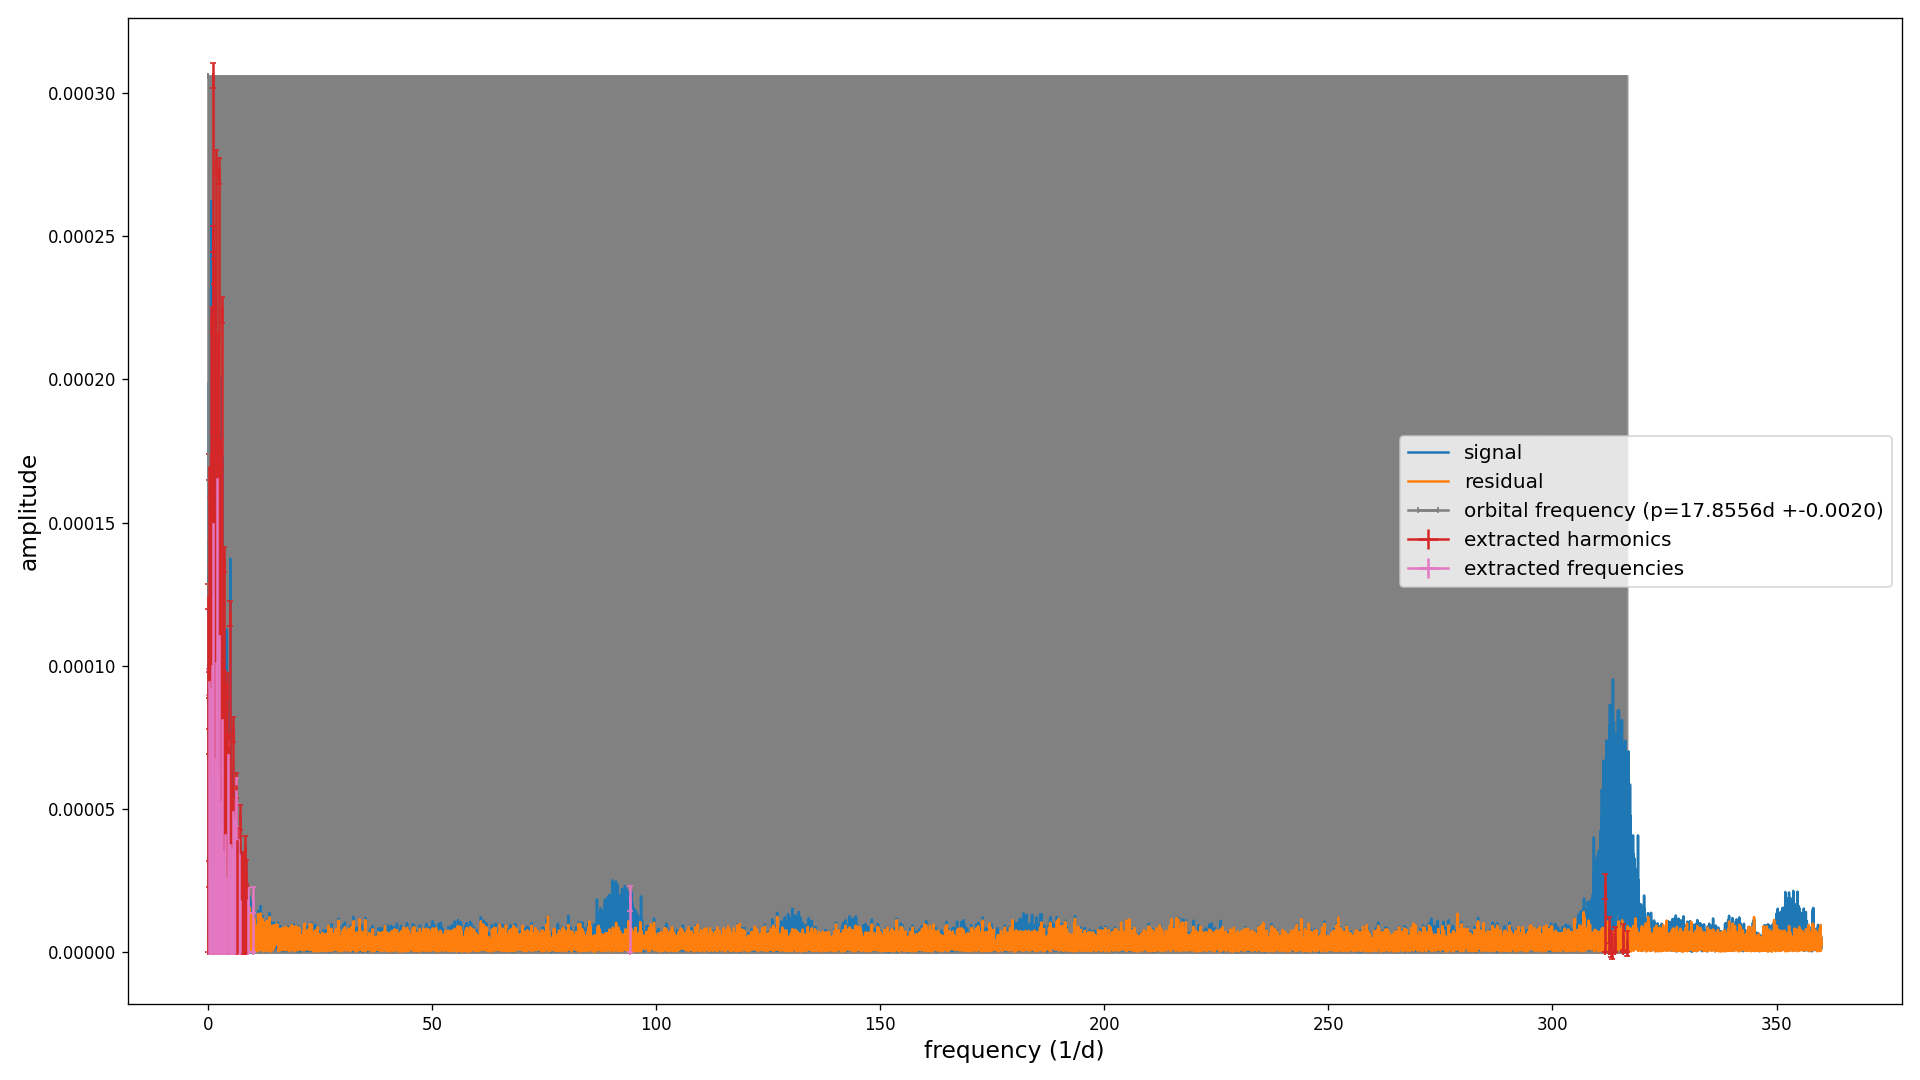 amplitude
0.00030
0.00025
0.00020
0.00015
0.00010
0.00005
0.00000
signal
residual
orbital frequency (p=17.8556d +-0.0020)
extracted harmonics
extracted frequencies
0 50 100 150 200 250 300 350
frequency (1/d)